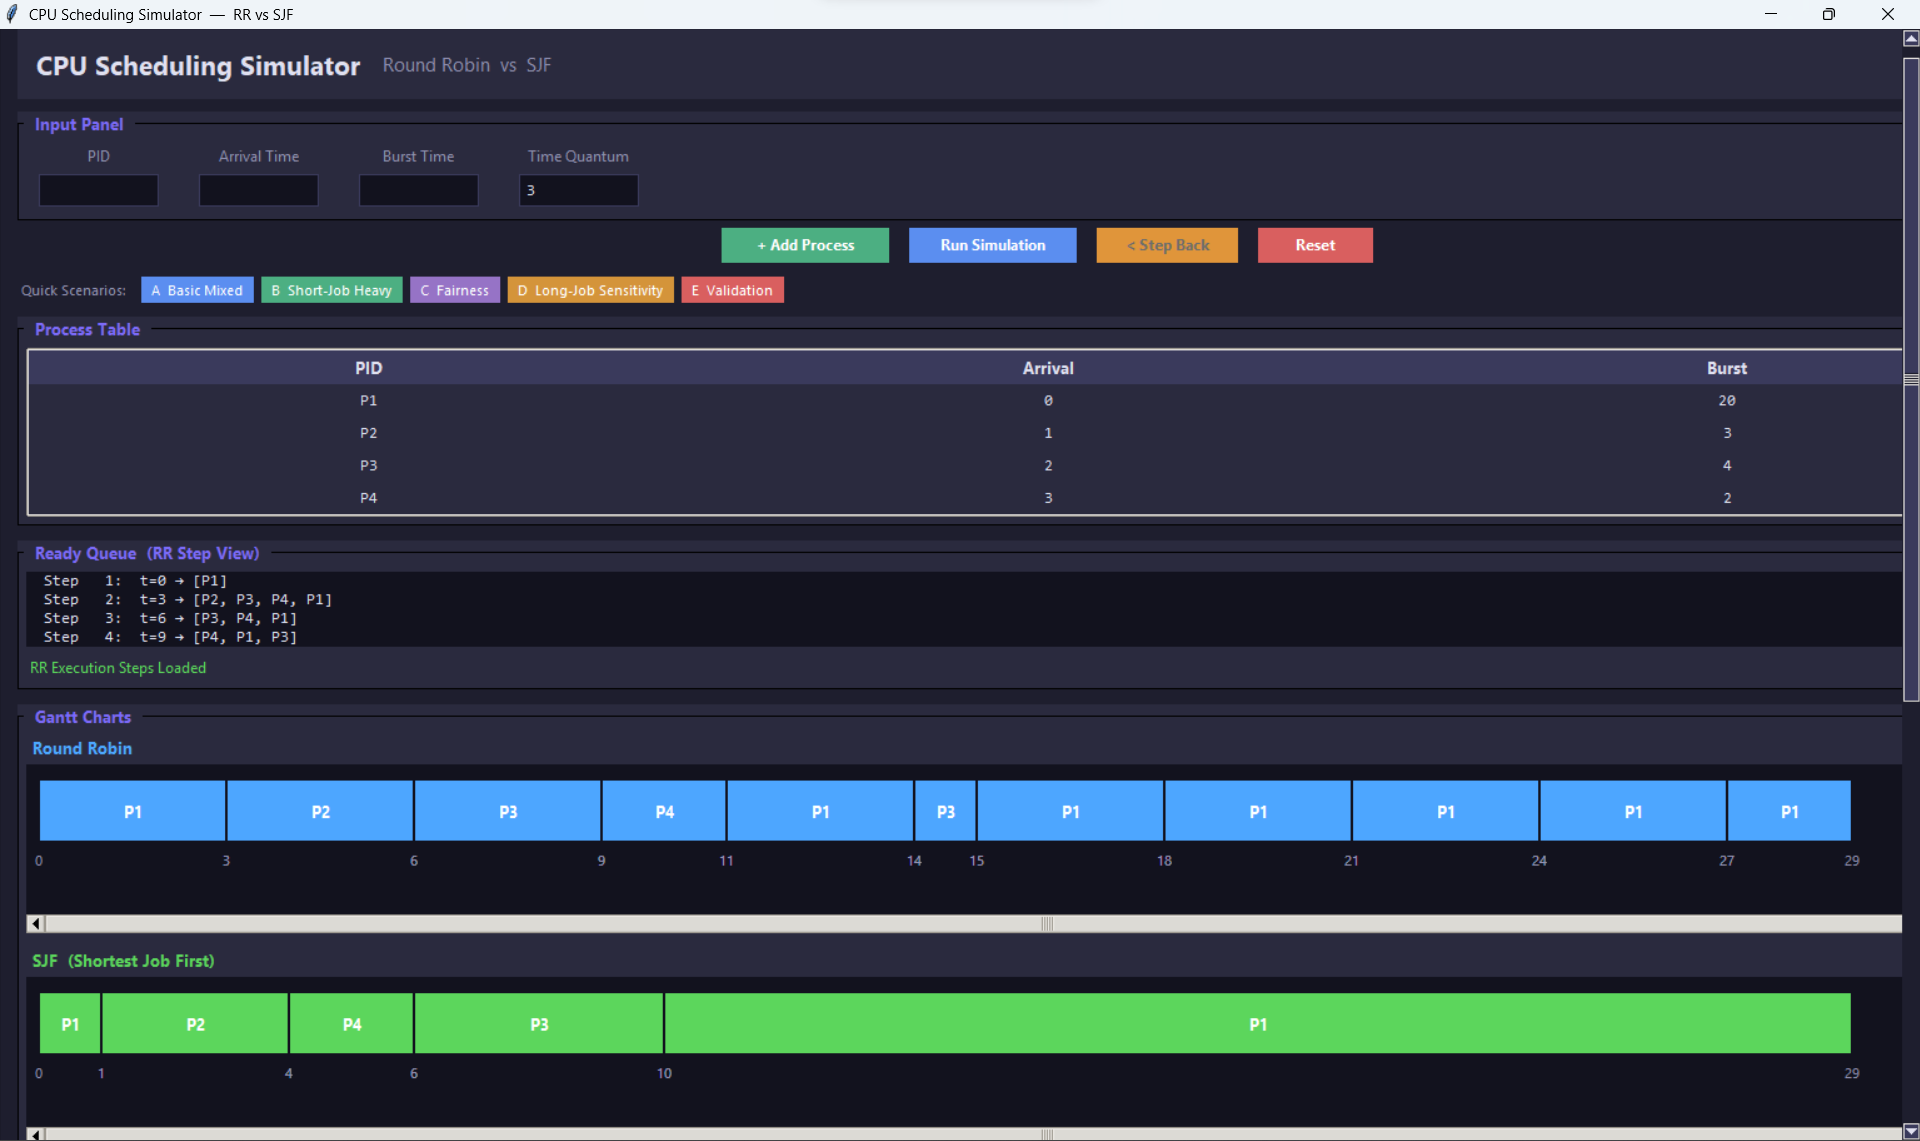 CPU Scheduling Simulator — RR vs SJF
CPU Scheduling Simulator Round Robin vs SJF
Input Panel
PID Arrival Time Burst Time Time Quantum
3
+ Add Process Run Simulation < Step Back Reset
Quick Scenarios: A Basic Mixed B Short-Job Heavy C Fairness D Long-Job Sensitivity E Validation
Process Table
PID Arrival Burst
P1 0 20
P2 1 3
P3 2 4
P4 3 2
Ready Queue (RR Step View)
Step 1: t=0 → [P1]
Step 2: t=3 → [P2, P3, P4, P1]
Step 3: t=6 → [P3, P4, P1]
Step 4: t=9 → [P4, P1, P3]
RR Execution Steps Loaded
Gantt Charts
Round Robin
P1 P2 P3 P4 P1 P3 P1 P1 P1 P1 P1
0 3 6 9 11 14 15 18 21 24 27 29
SJF (Shortest Job First)
P1 P2 P4 P3 P1
0 1 4 6 10 29